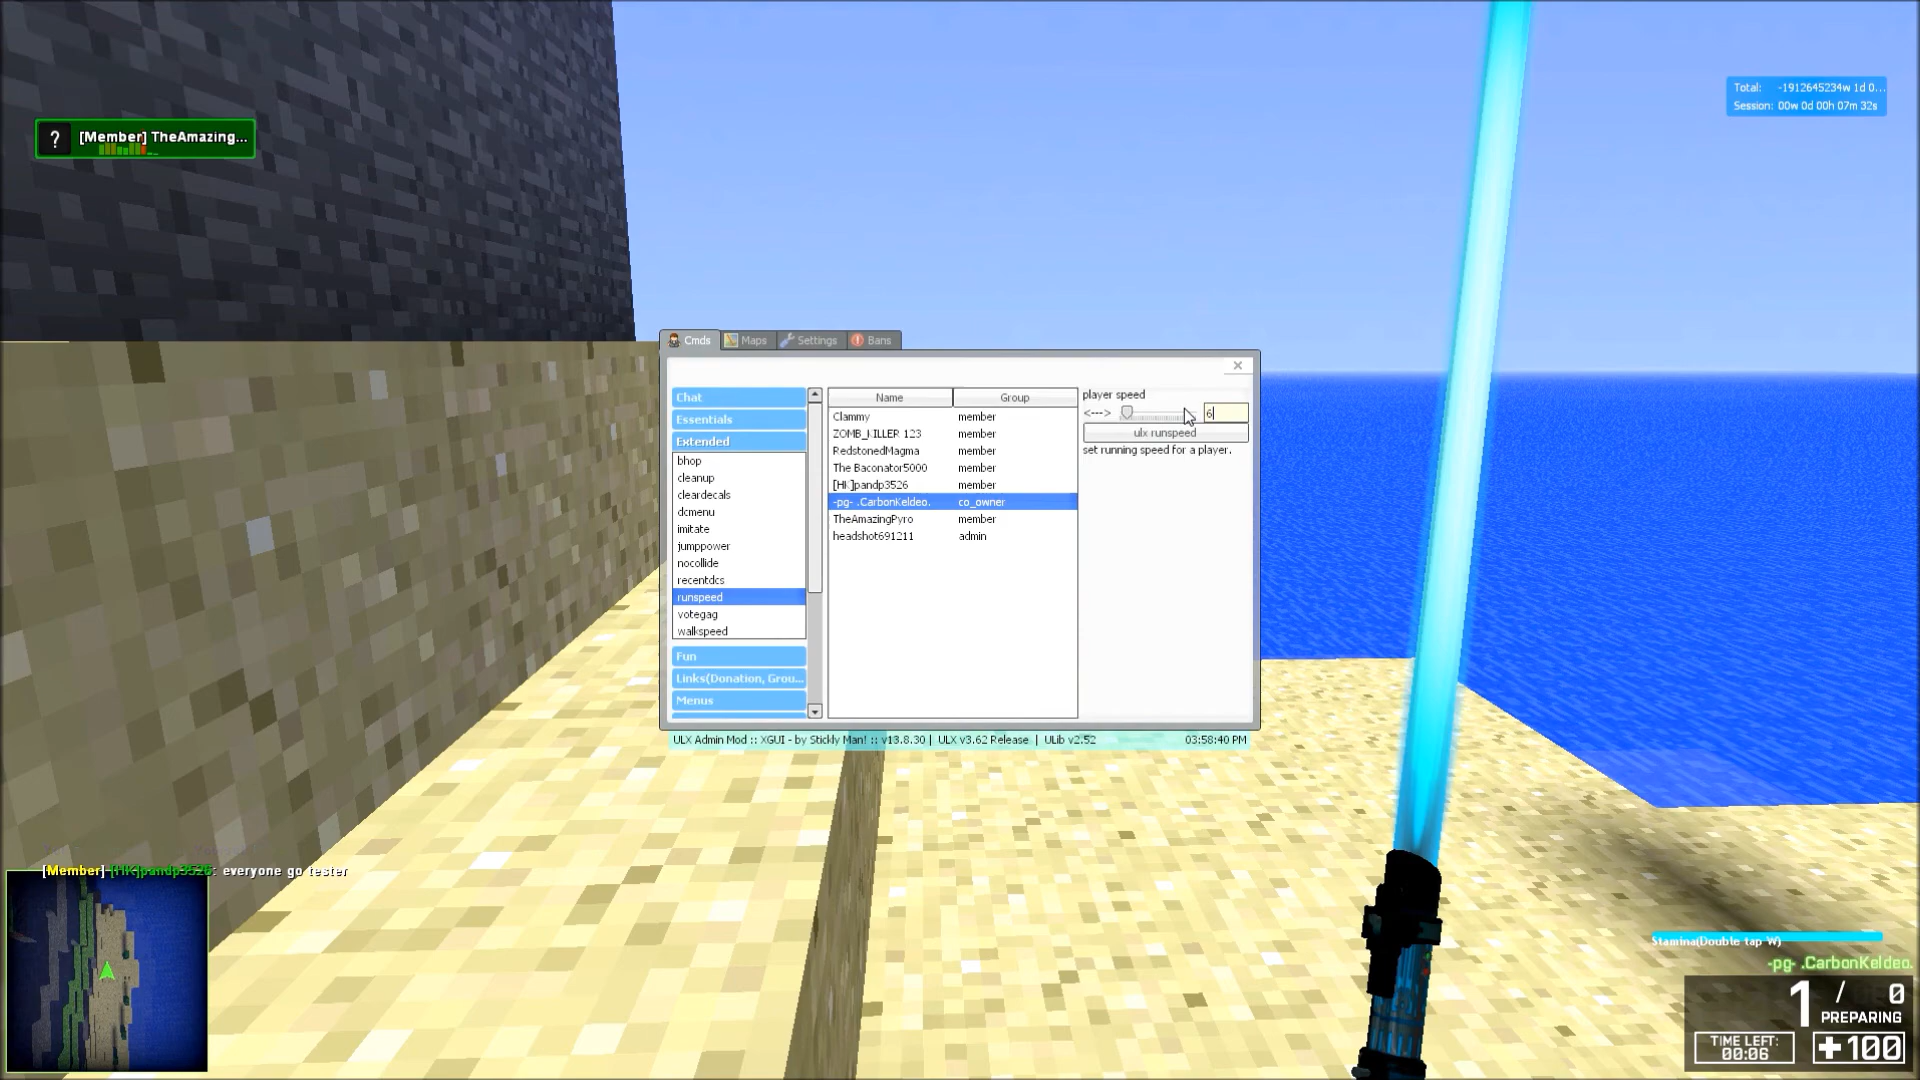 Total: -1912645234w 1d 0...
Session: 00w 0d 00h 07m 32s
? [Member] TheAmazing...
Cmds Maps Settings Bans
Chat
Essentials
Extended
bhop
cleanup
cleardecals
dcmenu
imitate
jumppower
nocollide
recentdcs
runspeed
votegag
walkspeed
Fun
Links(Donation, Grou...
Menus
Name Group
Clammy member
ZOMB_KILLER 123 member
RedstonedMagma member
The Baconator5000 member
[HK]pandp3526 member
-pg- .CarbonKeldeo. co_owner
TheAmazingPyro member
headshot691211 admin
player speed
<---> 6
ulx runspeed
set running speed for a player.
ULX Admin Mod :: XGUI - by Stickly Man! :: v13.8.30 | ULX v3.62 Release | ULib v2.52 03:58:40 PM
[Member] [HK]pandp3526: everyone go tester
Stamina(Double tap W)
-pg- .CarbonKeldeo.
1 / 0
PREPARING
TIME LEFT:
00:06
+100